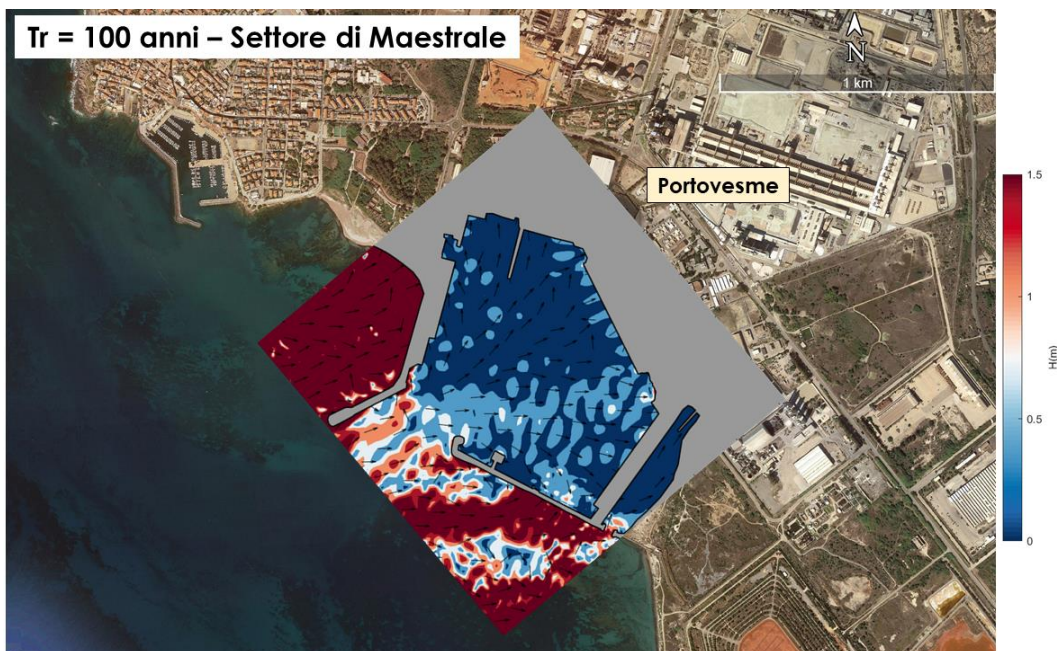 Tr = 100 anni – Settore di Maestrale
N
1 km
Portovesme
1.5
1
H(m)
0.5
0